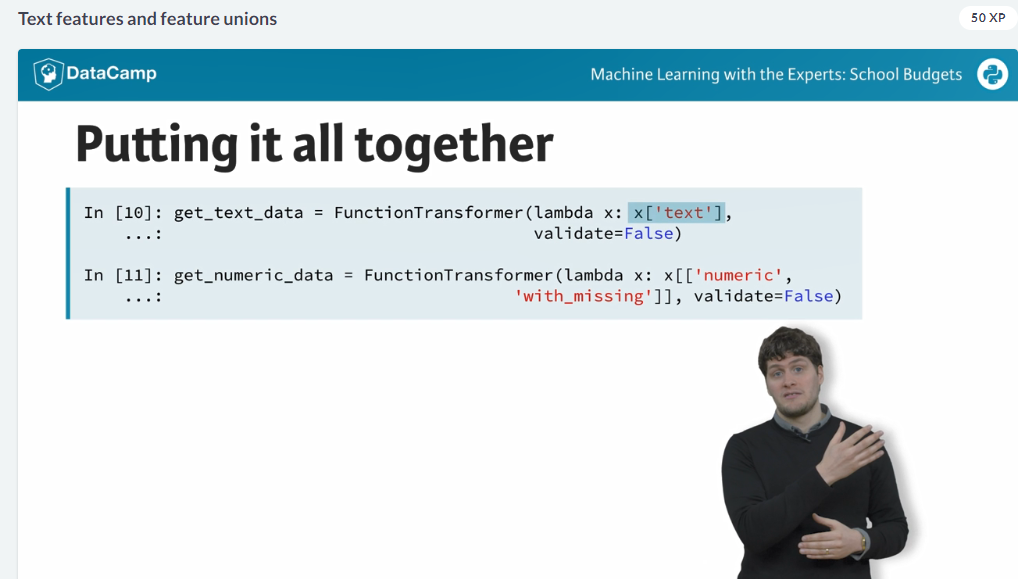 Text features and feature unions
50 XP
DataCamp
Machine Learning with the Experts: School Budgets
Putting it all together
In [10]: get_text_data = FunctionTransformer(lambda x: x['text'],
...: validate=False)
In [11]: get_numeric_data = FunctionTransformer(lambda x: x[['numeric',
...: 'with_missing']], validate=False)